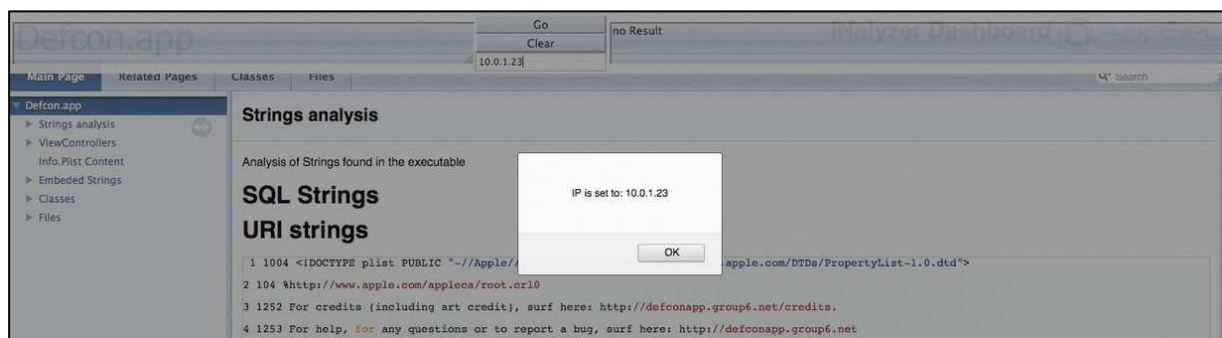 Defcon.app
Go
Clear
10.0.1.23
no Result
iNalyzer Dashboard
Main Page
Related Pages
Classes
Files
Search
Defcon.app
Strings analysis
ViewControllers
Info.Plist Content
Embeded Strings
Classes
Files
Strings analysis
Analysis of Strings found in the executable
SQL Strings
URI strings
IP is set to: 10.0.1.23
OK
1 1004 <!DOCTYPE plist PUBLIC "-//Apple// .apple.com/DTDs/PropertyList-1.0.dtd">
2 104 %http://www.apple.com/appleca/root.crl0
3 1252 For credits (including art credit), surf here: http://defconapp.group6.net/credits.
4 1253 For help, for any questions or to report a bug, surf here: http://defconapp.group6.net